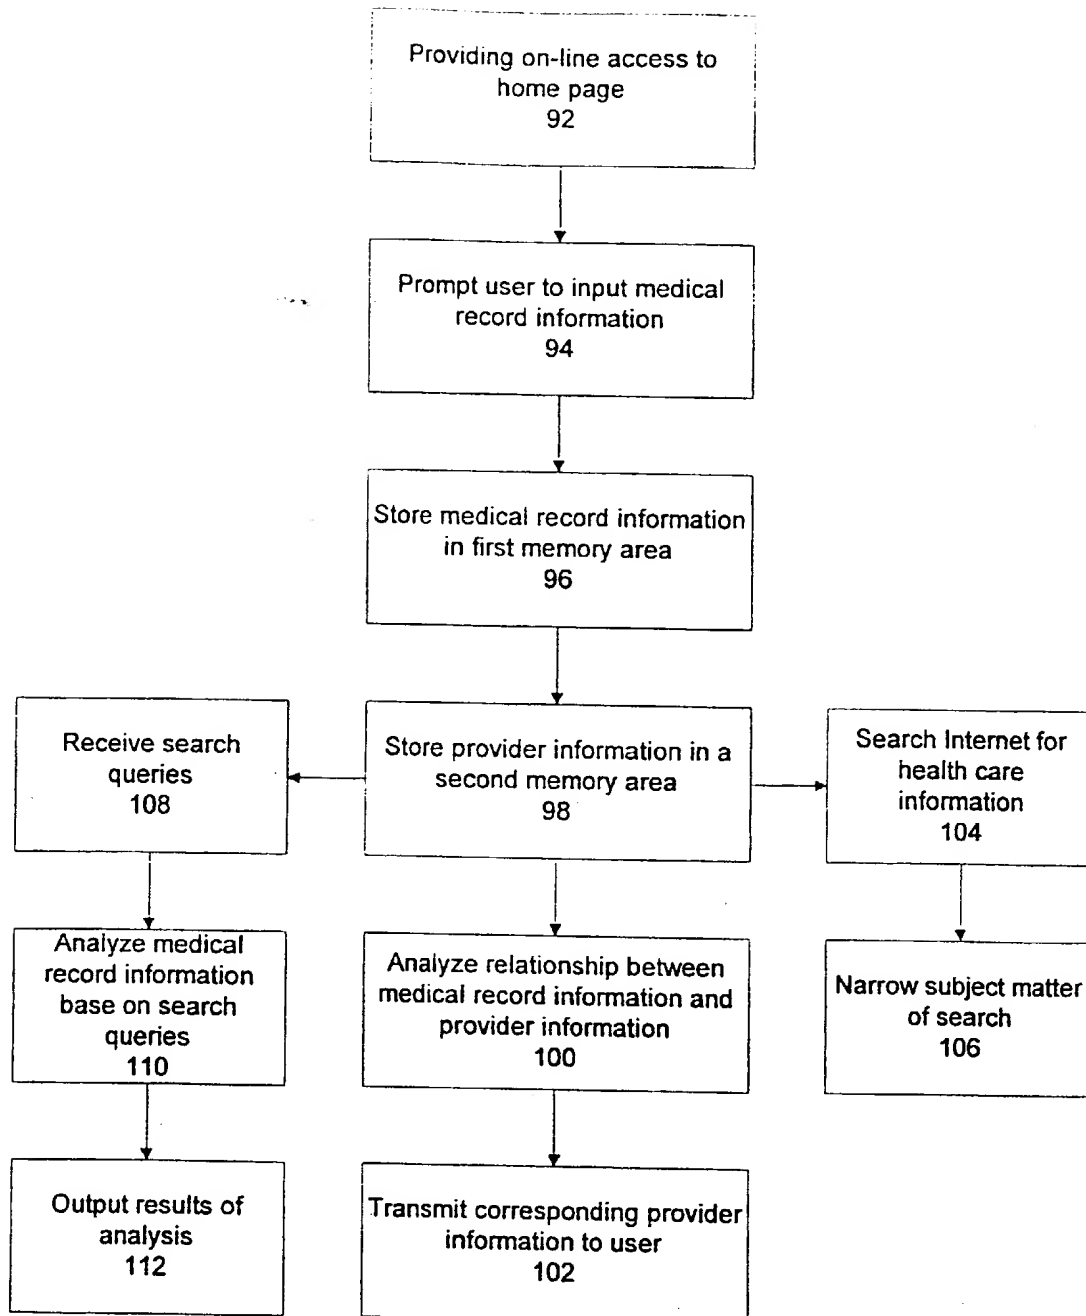 Providing on-line access to
home page
92
Prompt user to input medical
record information
94
Store medical record information
in first memory area
96
Receive search
queries
108
Store provider information in a
second memory area
98
Search Internet for
health care
information
104
Analyze medical
record information
base on search
queries
110
Analyze relationship between
medical record information and
provider information
100
Narrow subject matter
of search
106
Output results of
analysis
112
Transmit corresponding provider
information to user
102